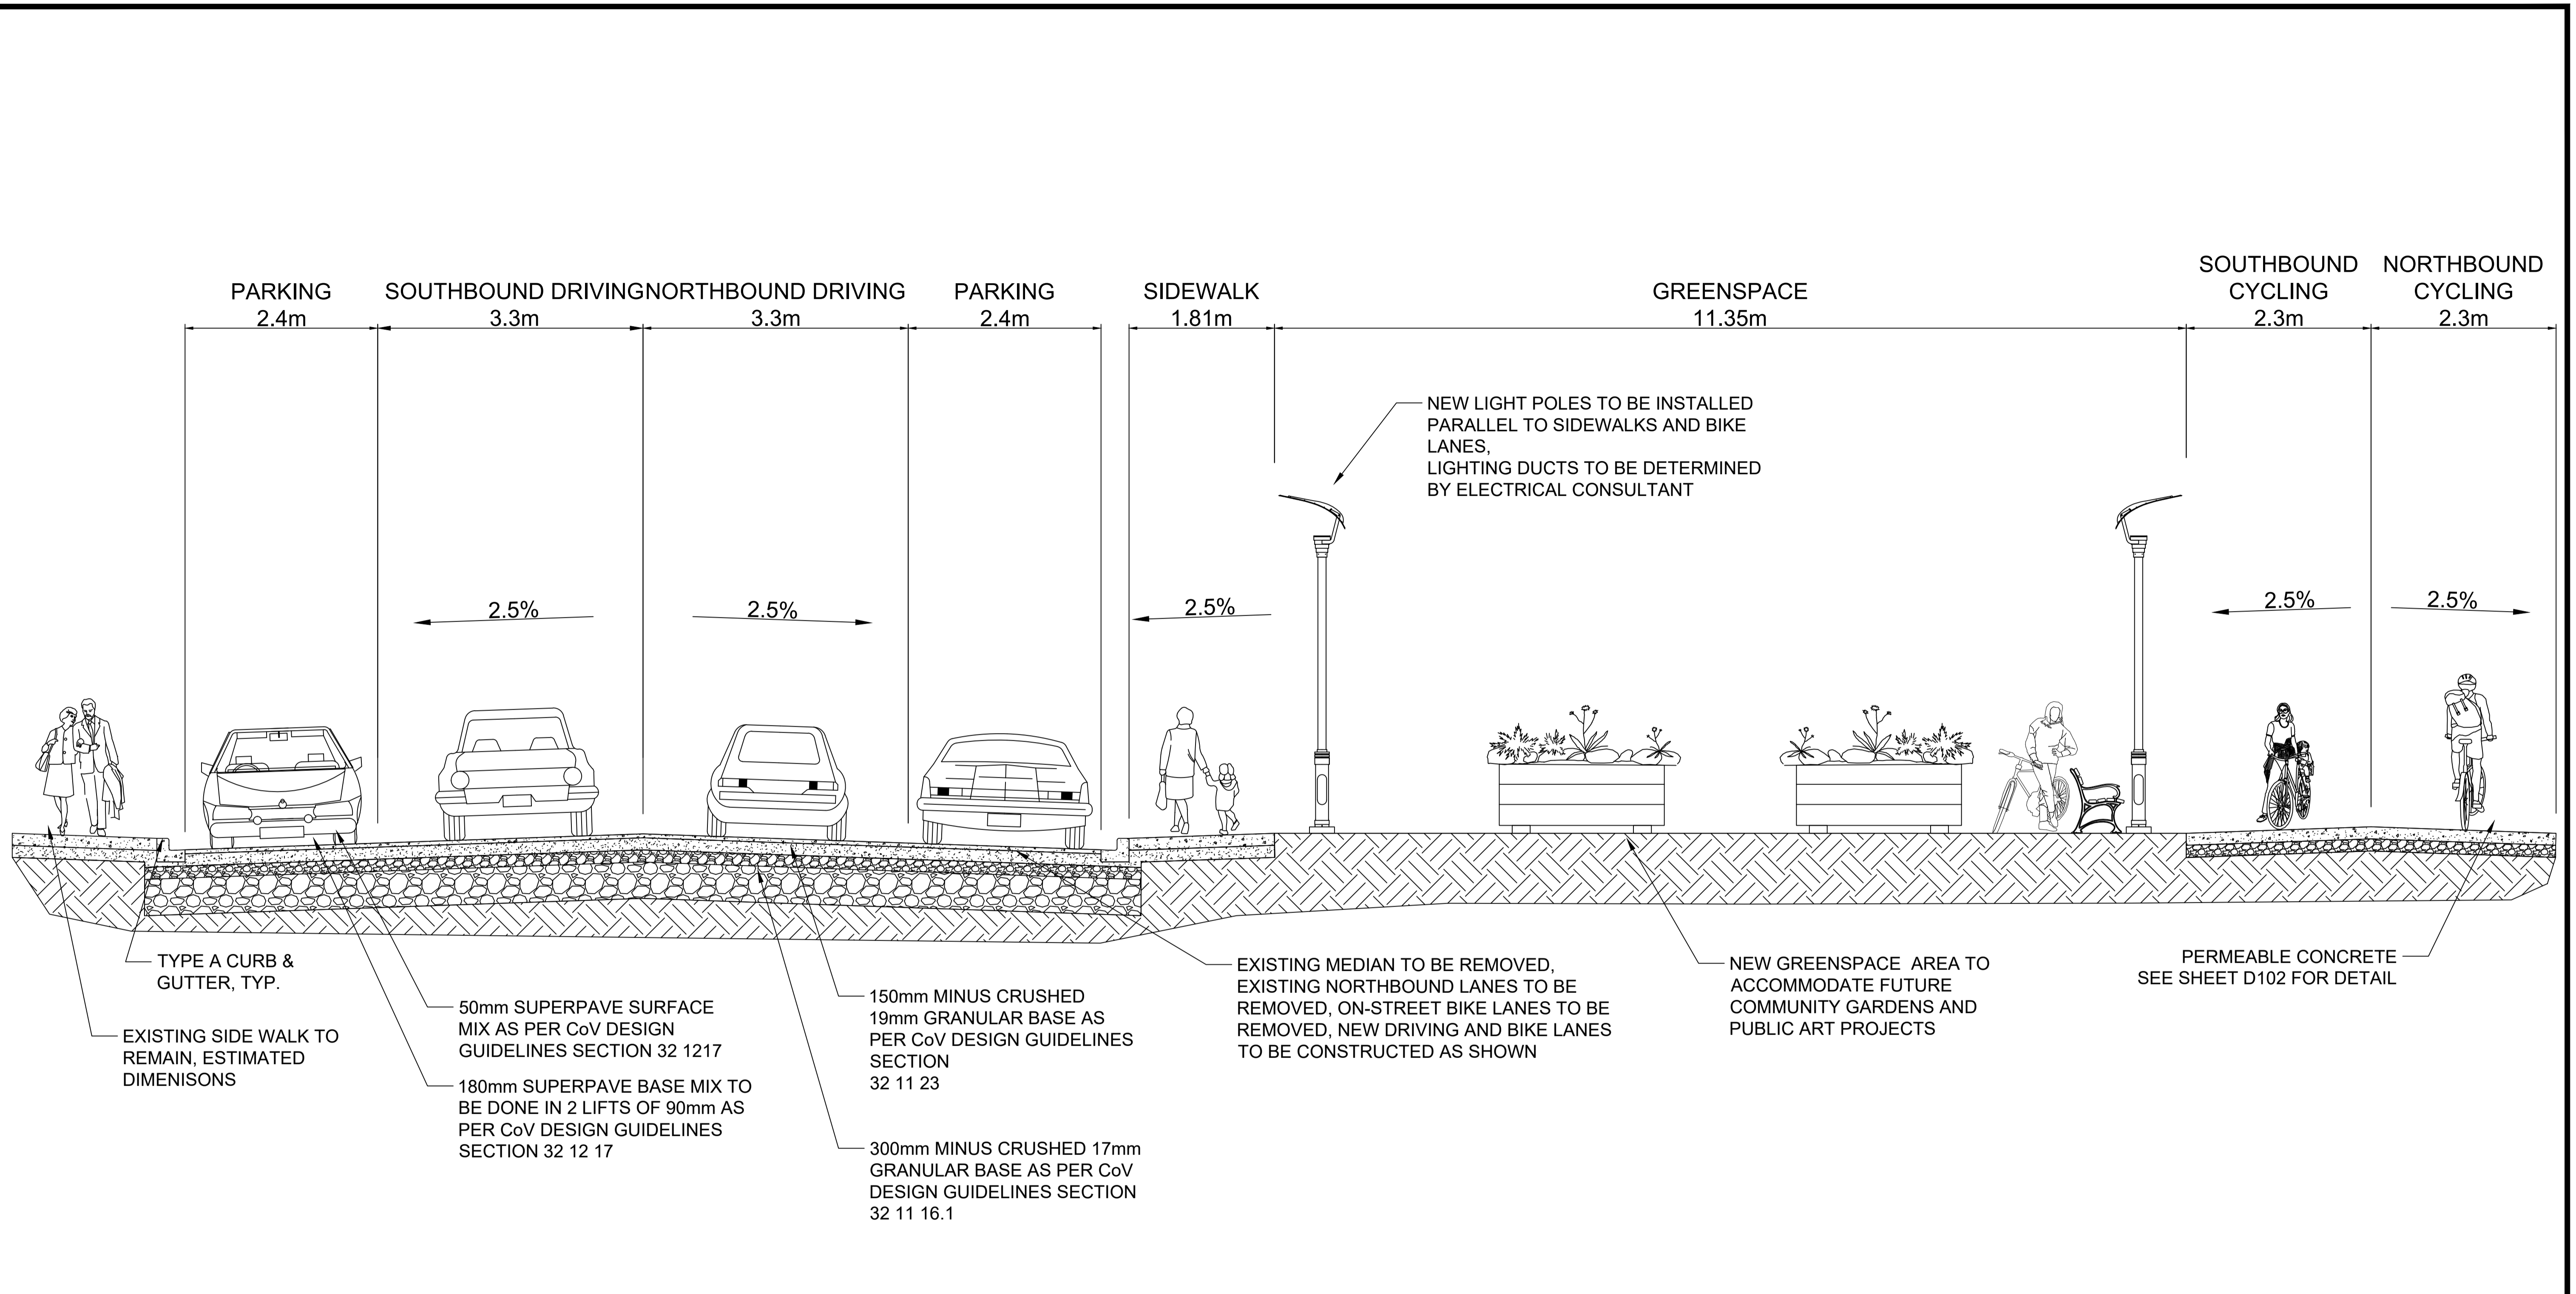 PARKING
2.4m
SOUTHBOUND DRIVING
3.3m
NORTHBOUND DRIVING
3.3m
PARKING
2.4m
SIDEWALK
1.81m
GREENSPACE
11.35m
SOUTHBOUND
CYCLING
2.3m
NORTHBOUND
CYCLING
2.3m
NEW LIGHT POLES TO BE INSTALLED
PARALLEL TO SIDEWALKS AND BIKE
LANES,
LIGHTING DUCTS TO BE DETERMINED
BY ELECTRICAL CONSULTANT
2.5%
2.5%
2.5%
2.5%
2.5%
TYPE A CURB &
GUTTER, TYP.
EXISTING SIDE WALK TO
REMAIN, ESTIMATED
DIMENISONS
50mm SUPERPAVE SURFACE
MIX AS PER CoV DESIGN
GUIDELINES SECTION 32 1217
180mm SUPERPAVE BASE MIX TO
BE DONE IN 2 LIFTS OF 90mm AS
PER CoV DESIGN GUIDELINES
SECTION 32 12 17
150mm MINUS CRUSHED
19mm GRANULAR BASE AS
PER CoV DESIGN GUIDELINES
SECTION
32 11 23
300mm MINUS CRUSHED 17mm
GRANULAR BASE AS PER CoV
DESIGN GUIDELINES SECTION
32 11 16.1
EXISTING MEDIAN TO BE REMOVED,
EXISTING NORTHBOUND LANES TO BE
REMOVED, ON-STREET BIKE LANES TO BE
REMOVED, NEW DRIVING AND BIKE LANES
TO BE CONSTRUCTED AS SHOWN
NEW GREENSPACE AREA TO
ACCOMMODATE FUTURE
COMMUNITY GARDENS AND
PUBLIC ART PROJECTS
PERMEABLE CONCRETE
SEE SHEET D102 FOR DETAIL